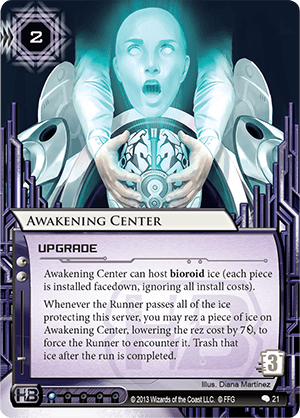 2
AWAKENING CENTER
UPGRADE
Awakening Center can host bioroid ice (each piece
is installed facedown, ignoring all install costs).
Whenever the Runner passes all of the ice
protecting this server, you may rez a piece of ice on
Awakening Center, lowering the rez cost by 7, to
force the Runner to encounter it. Trash that
ice after the run is completed.
3
Illus. Diana Martinez
HB
© 2013 Wizards of the Coast LLC. © FFG
21